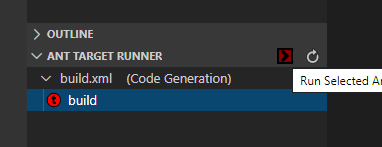 OUTLINE
ANT TARGET RUNNER
build.xml (Code Generation)
Run Selected
build